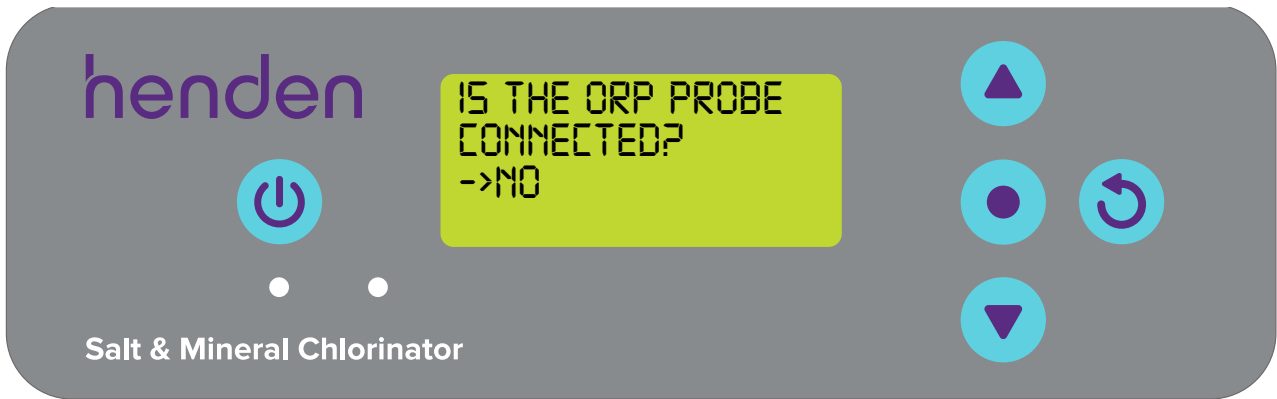 henden
IS THE ORP PROBE
CONNECTED?
->NO
Salt & Mineral Chlorinator